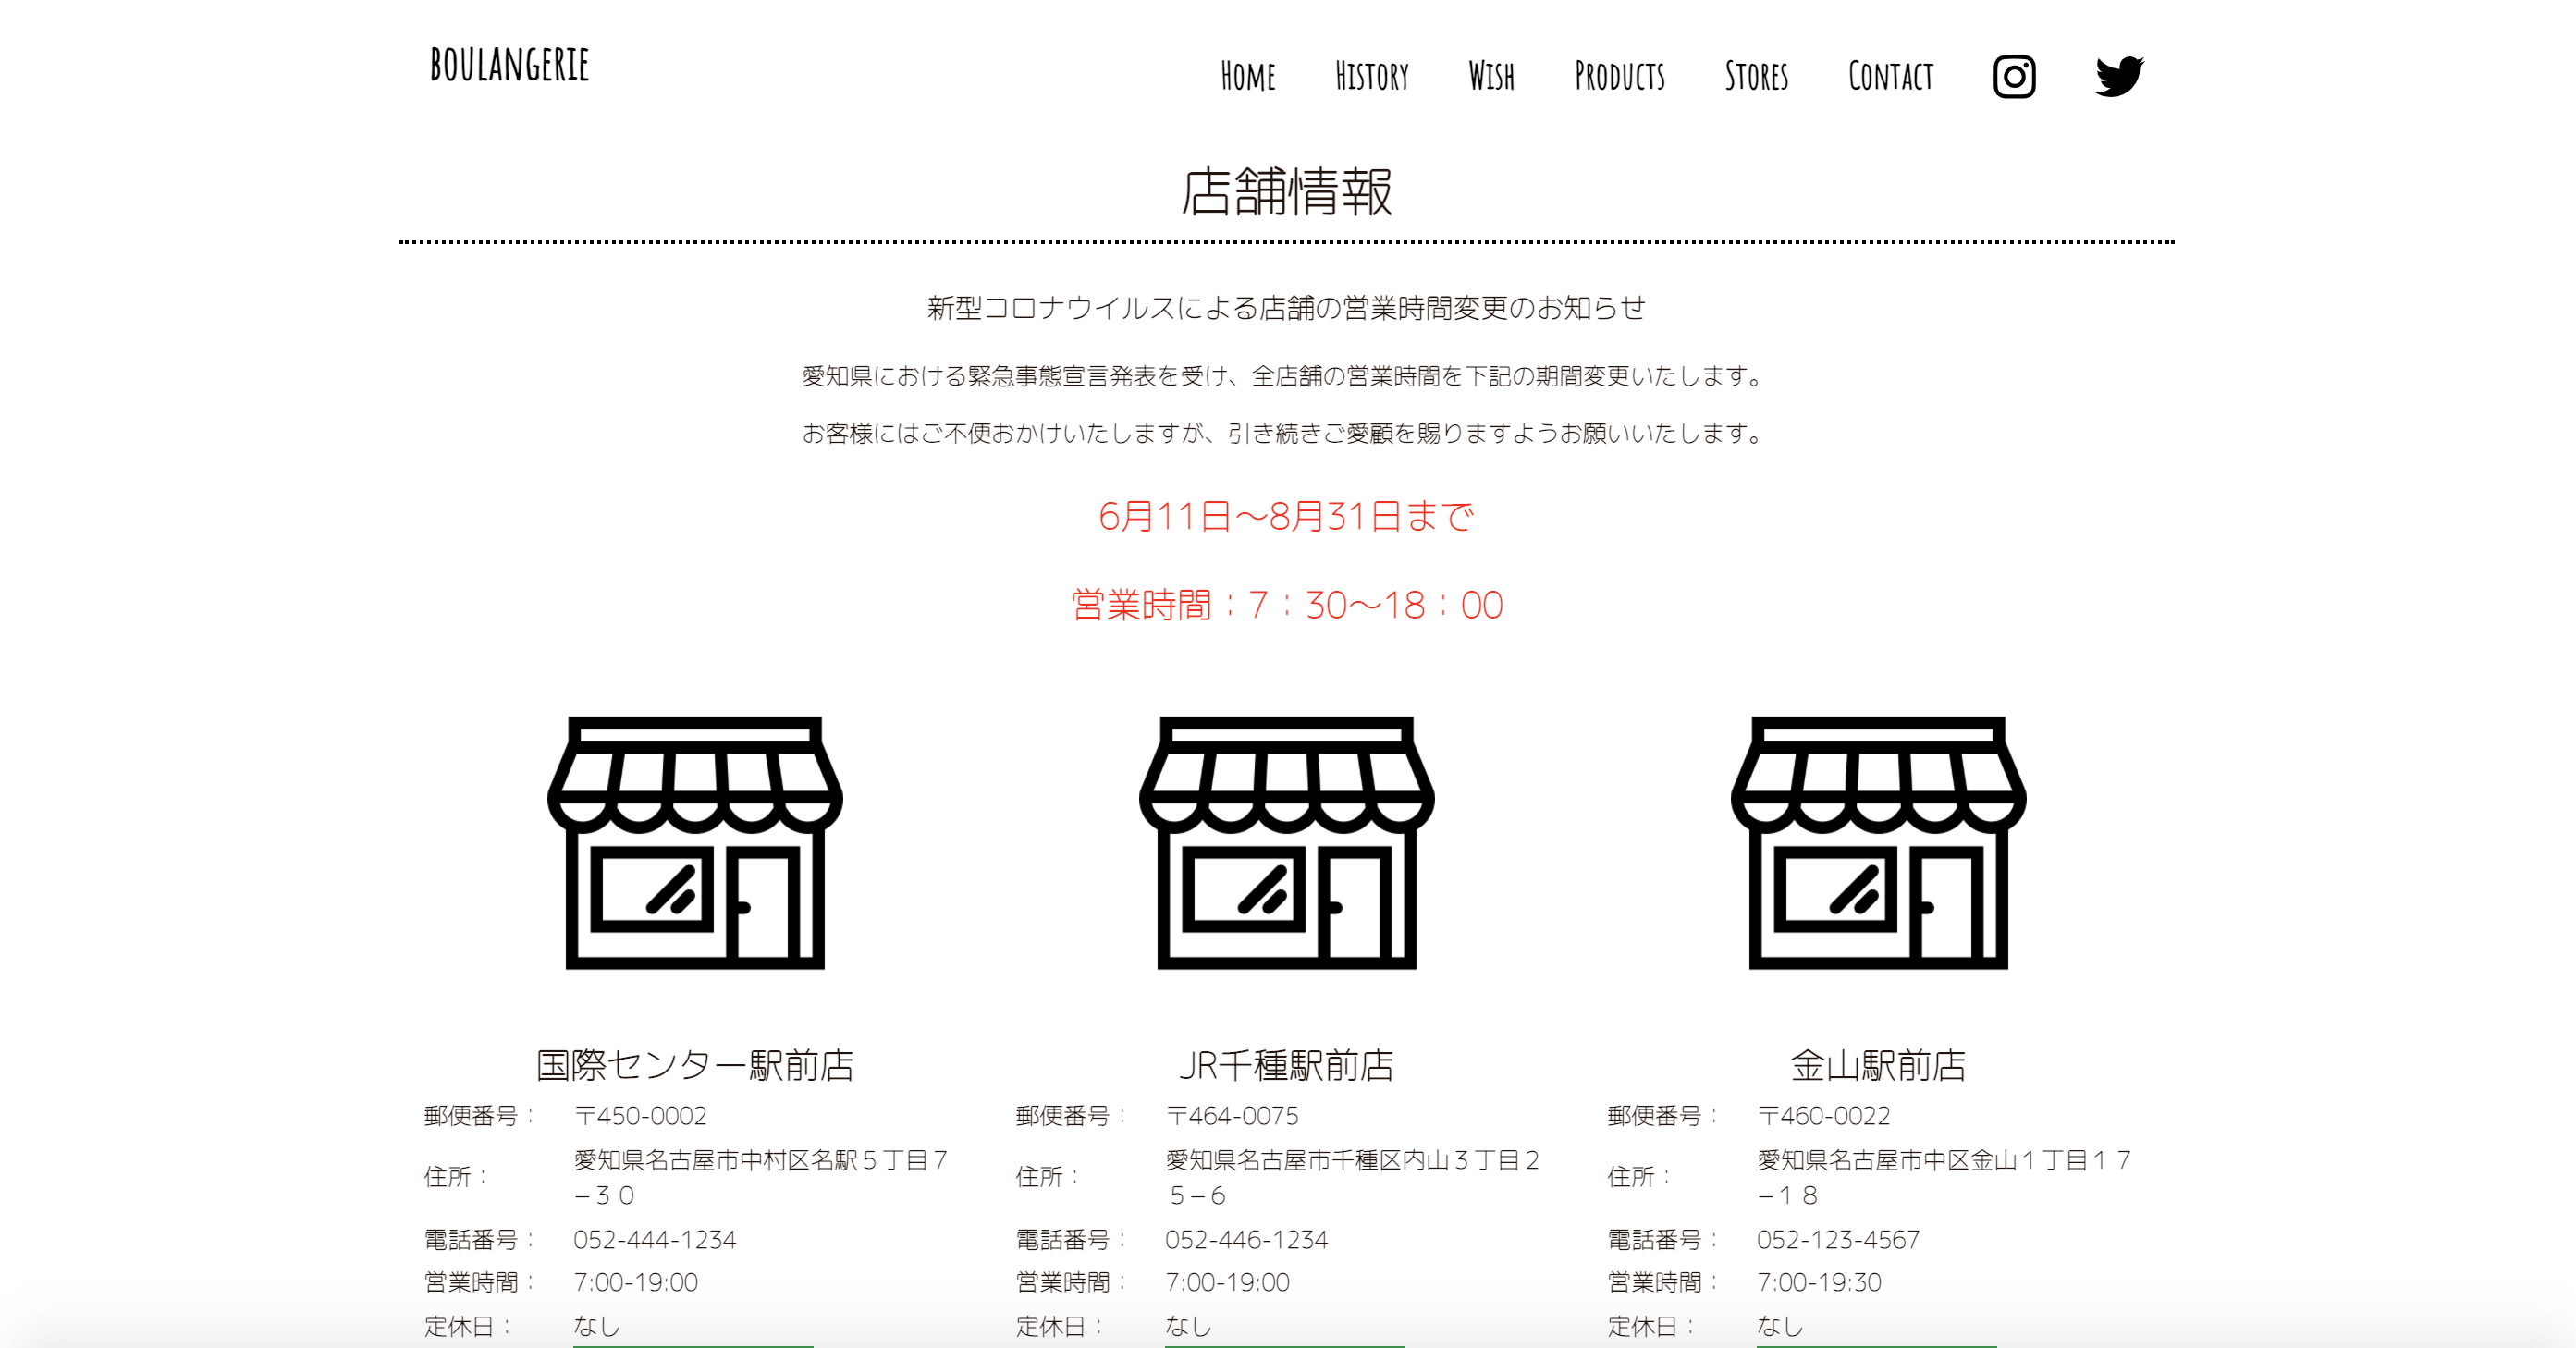 BOULANGERIE
Home History Wish Products Stores Contact
店舗情報
新型コロナウイルスによる店舗の営業時間変更のお知らせ
愛知県における緊急事態宣言発表を受け、全店舗の営業時間を下記の期間変更いたします。
お客様にはご不便おかけいたしますが、引き続きご愛顧を賜りますようお願いいたします。
6月11日〜8月31日まで
営業時間：7：30〜18：00
国際センター駅前店
郵便番号： 〒450-0002
住所： 愛知県名古屋市中村区名駅５丁目７
−３０
電話番号： 052-444-1234
営業時間： 7:00-19:00
定休日： なし
JR千種駅前店
郵便番号： 〒464-0075
住所： 愛知県名古屋市千種区内山３丁目２
５−６
電話番号： 052-446-1234
営業時間： 7:00-19:00
定休日： なし
金山駅前店
郵便番号： 〒460-0022
住所： 愛知県名古屋市中区金山１丁目１７
−１８
電話番号： 052-123-4567
営業時間： 7:00-19:30
定休日： なし